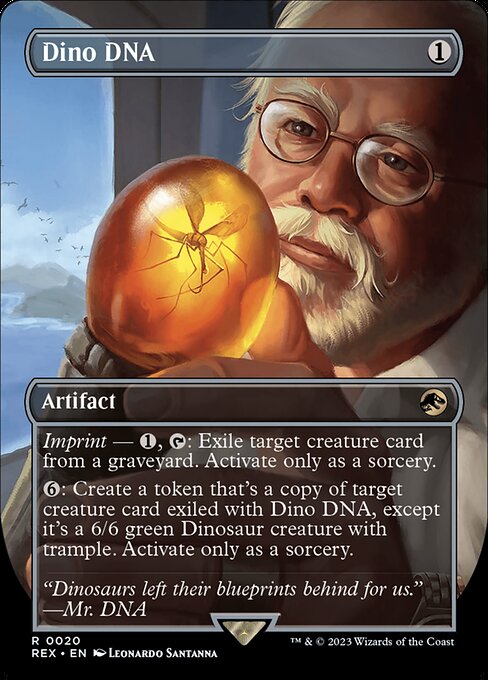 Dino DNA 1
Artifact
Imprint — 1, T: Exile target creature card
from a graveyard. Activate only as a sorcery.
6: Create a token that's a copy of target
creature card exiled with Dino DNA, except
it's a 6/6 green Dinosaur creature with
trample. Activate only as a sorcery.
“Dinosaurs left their blueprints behind for us.”
—Mr. DNA
R 0020
REX • EN Leonardo Santanna
™ & © 2023 Wizards of the Coast